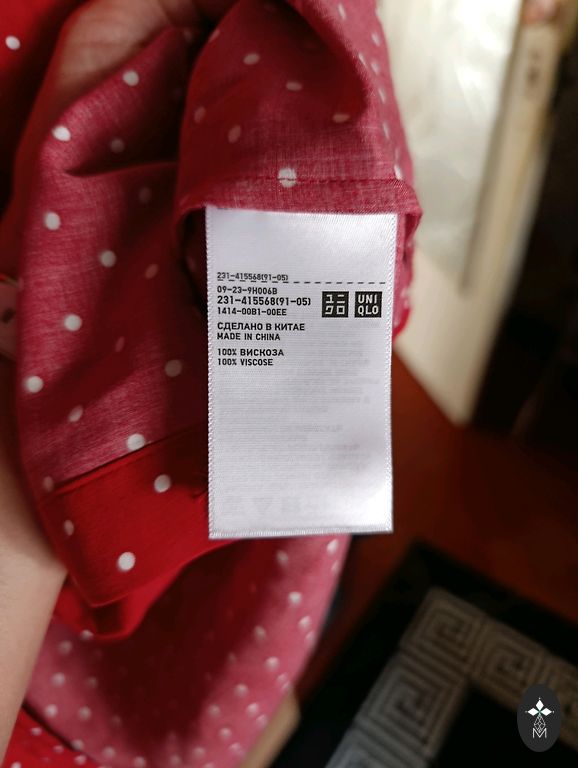 231-415568(91-05)
09-23-9H006B
231-415568(91-05)
1414-00B1-00EE
ユニ
クロ
UNI
QLO
СДЕЛАНО В КИТАЕ
MADE IN CHINA
100% ВИСКОЗА
100% VISCOSE
M